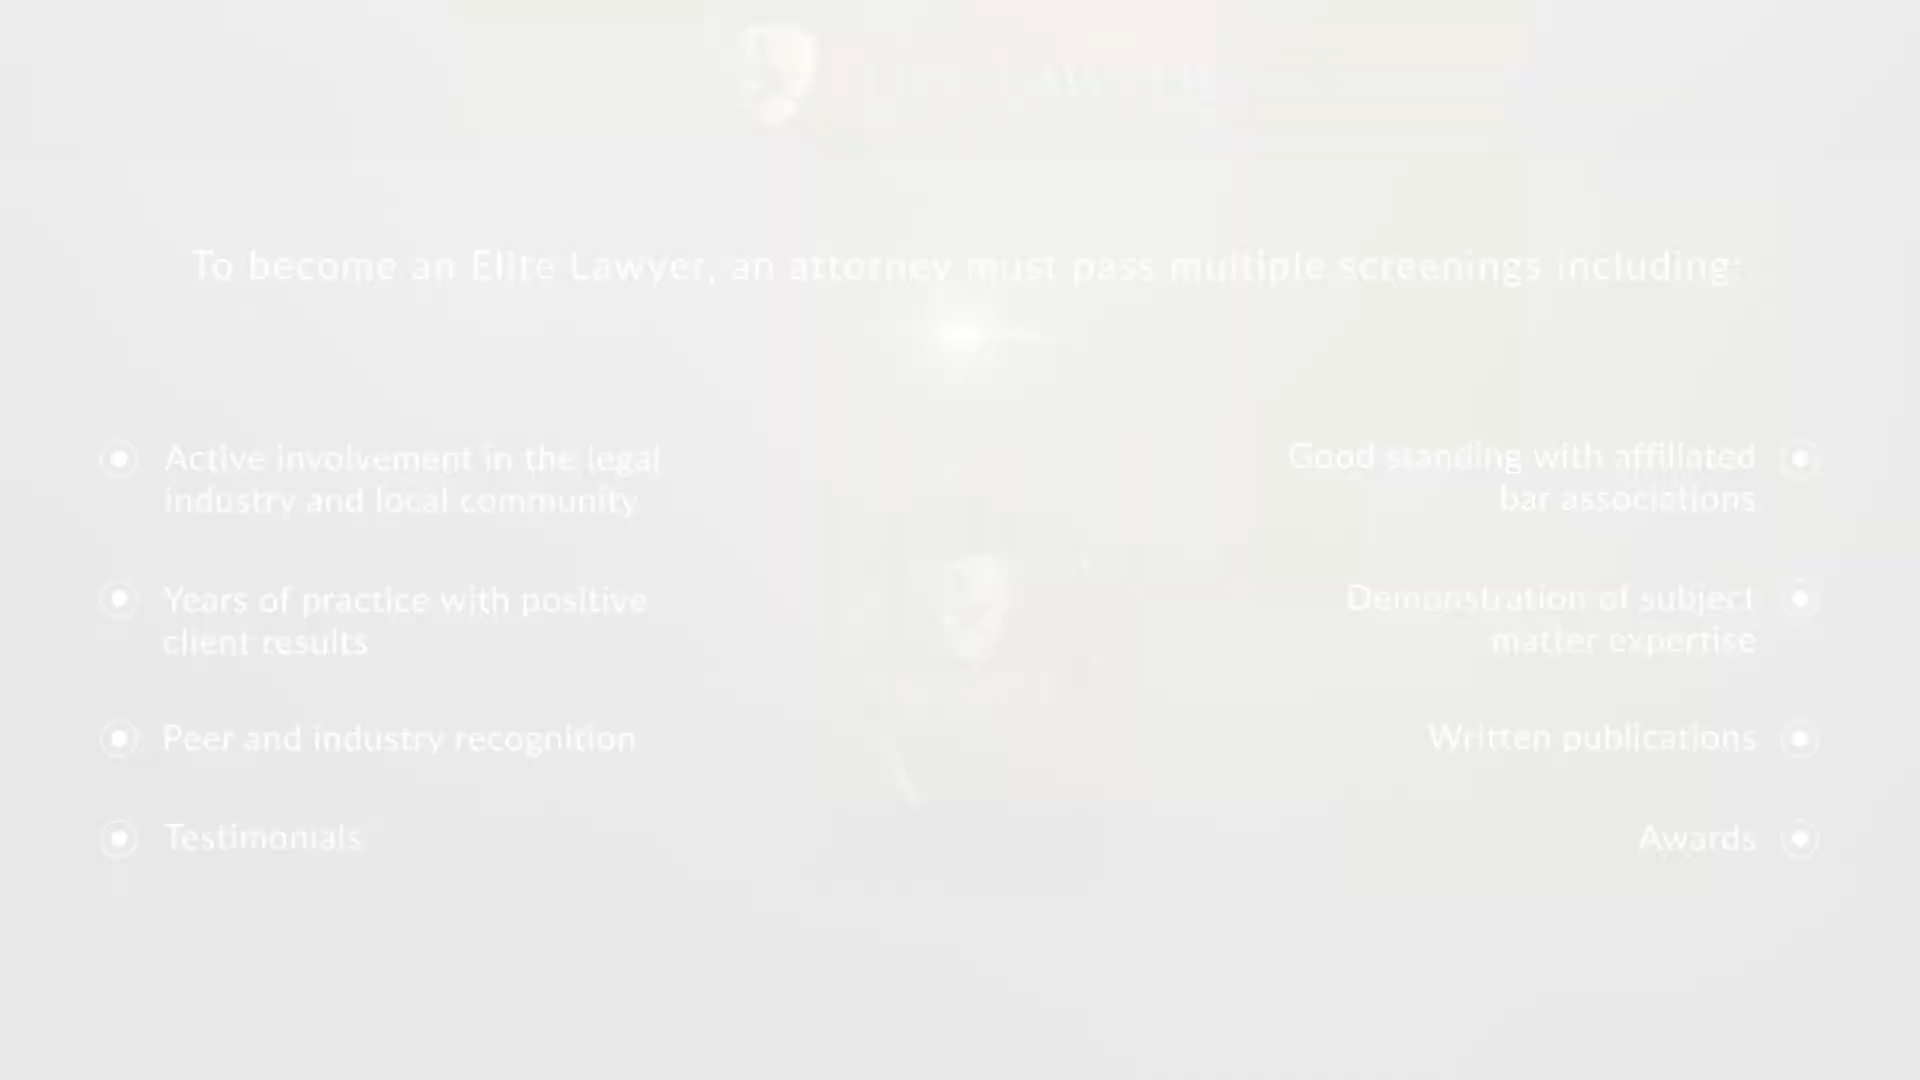 ELITE LAWYER
To become an Elite Lawyer, an attorney must pass multiple screenings including:
Active involvement in the legal
industry and local community
Years of practice with positive
client results
Peer and industry recognition
Testimonials
Good standing with affiliated
bar associations
Demonstration of subject
matter expertise
Written publications
Awards